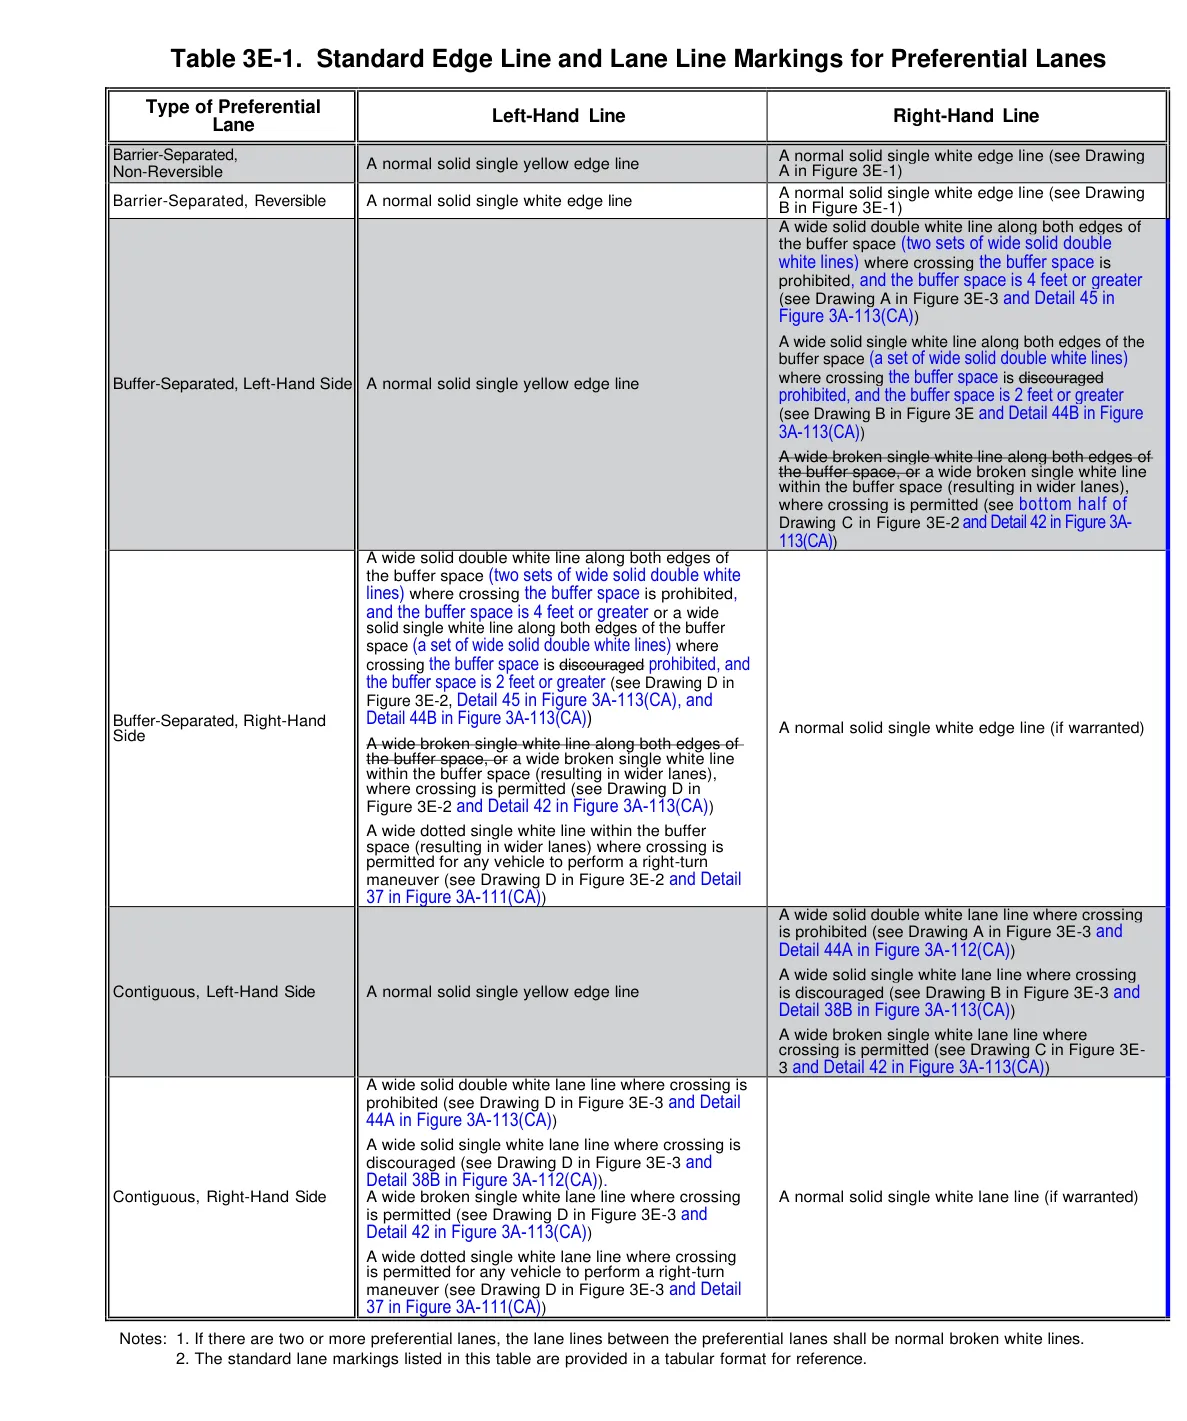 Table 3E-1. Standard Edge Line and Lane Line Markings for Preferential Lanes
Type of Preferential
Lane
Left-Hand Line
Right-Hand Line
Barrier-Separated,
Non-Reversible
A normal solid single yellow edge line
A normal solid single white edge line (see Drawing
A in Figure 3E-1)
Barrier-Separated, Reversible
A normal solid single white edge line
A normal solid single white edge line (see Drawing
B in Figure 3E-1)
Buffer-Separated, Left-Hand Side
A normal solid single yellow edge line
A wide solid double white line along both edges of
the buffer space (two sets of wide solid double
white lines) where crossing the buffer space is
prohibited, and the buffer space is 4 feet or greater
(see Drawing A in Figure 3E-3 and Detail 45 in
Figure 3A-113(CA))
A wide solid single white line along both edges of the
buffer space (a set of wide solid double white lines)
where crossing the buffer space is discouraged
prohibited, and the buffer space is 2 feet or greater
(see Drawing B in Figure 3E and Detail 44B in Figure
3A-113(CA))
A wide broken single white line along both edges of
the buffer space, or a wide broken single white line
within the buffer space (resulting in wider lanes),
where crossing is permitted (see bottom half of
Drawing C in Figure 3E-2 and Detail 42 in Figure 3A-
113(CA))
Buffer-Separated, Right-Hand
Side
A wide solid double white line along both edges of
the buffer space (two sets of wide solid double white
lines) where crossing the buffer space is prohibited,
and the buffer space is 4 feet or greater or a wide
solid single white line along both edges of the buffer
space (a set of wide solid double white lines) where
crossing the buffer space is discouraged prohibited, and
the buffer space is 2 feet or greater (see Drawing D in
Figure 3E-2, Detail 45 in Figure 3A-113(CA), and
Detail 44B in Figure 3A-113(CA))
A wide broken single white line along both edges of
the buffer space, or a wide broken single white line
within the buffer space (resulting in wider lanes),
where crossing is permitted (see Drawing D in
Figure 3E-2 and Detail 42 in Figure 3A-113(CA))
A wide dotted single white line within the buffer
space (resulting in wider lanes) where crossing is
permitted for any vehicle to perform a right-turn
maneuver (see Drawing D in Figure 3E-2 and Detail
37 in Figure 3A-111(CA))
A normal solid single white edge line (if warranted)
Contiguous, Left-Hand Side
A normal solid single yellow edge line
A wide solid double white lane line where crossing
is prohibited (see Drawing A in Figure 3E-3 and
Detail 44A in Figure 3A-112(CA))
A wide solid single white lane line where crossing
is discouraged (see Drawing B in Figure 3E-3 and
Detail 38B in Figure 3A-113(CA))
A wide broken single white lane line where
crossing is permitted (see Drawing C in Figure 3E-
3 and Detail 42 in Figure 3A-113(CA))
Contiguous, Right-Hand Side
A wide solid double white lane line where crossing is
prohibited (see Drawing D in Figure 3E-3 and Detail
44A in Figure 3A-113(CA))
A wide solid single white lane line where crossing is
discouraged (see Drawing D in Figure 3E-3 and
Detail 38B in Figure 3A-112(CA)).
A wide broken single white lane line where crossing
is permitted (see Drawing D in Figure 3E-3 and
Detail 42 in Figure 3A-113(CA))
A wide dotted single white lane line where crossing
is permitted for any vehicle to perform a right-turn
maneuver (see Drawing D in Figure 3E-3 and Detail
37 in Figure 3A-111(CA))
A normal solid single white lane line (if warranted)
Notes: 1. If there are two or more preferential lanes, the lane lines between the preferential lanes shall be normal broken white lines.
2. The standard lane markings listed in this table are provided in a tabular format for reference.